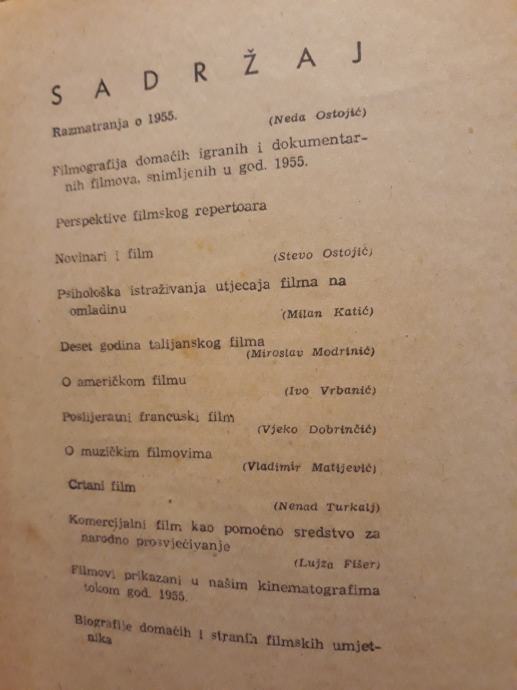 SADRŽAJ
Razmatranja o 1955.
(Neda Ostojić)
Filmografija domaćih igranih i dokumentar-
nih filmova, snimljenih u god. 1955.
Perspektive filmskog repertoara
Novinari i film
(Stevo Ostojić)
Psihološka istraživanja utjecaja filma na
omladinu
(Milan Katić)
Deset godina talijanskog filma
(Miroslav Modrinić)
O američkom filmu
(Ivo Vrbanić)
Poslijeratni francuski film
(Vjeko Dobrinčić)
O muzičkim filmovima
(Vladimir Matijević)
Crtani film
(Nenad Turkalj)
Komercijalni film kao pomoćno sredstvo za
narodno prosvjećivanje
(Lujza Fišer)
Filmovi prikazani u našim kinematografima
tokom god. 1955.
Biografije domaćih i stranih filmskih umjet-
nika